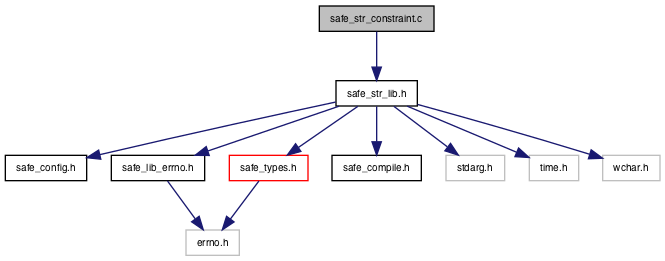 safe_str_constraint.c
safe_str_lib.h
safe_config.h
safe_lib_errno.h
safe_types.h
safe_compile.h
stdarg.h
time.h
wchar.h
errno.h